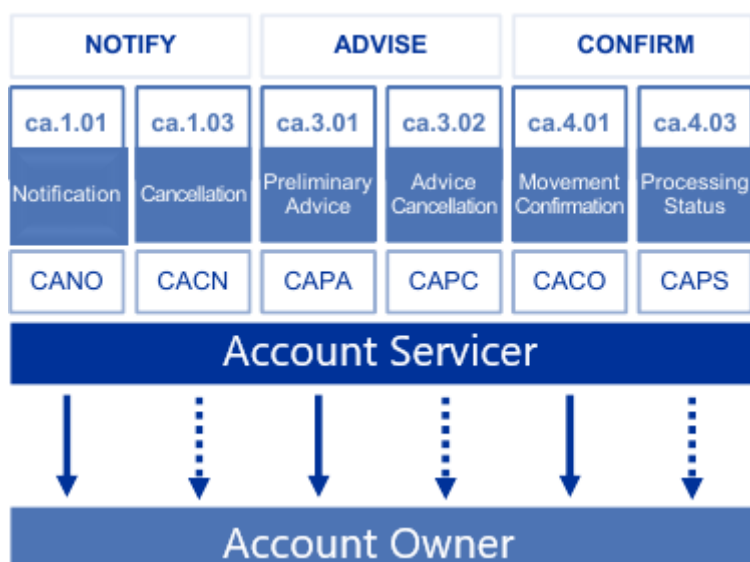 NOTIFY ADVISE CONFIRM
ca.1.01 ca.1.03 ca.3.01 ca.3.02 ca.4.01 ca.4.03
Notification Cancellation Preliminary Advice Advice Cancellation Movement Confirmation Processing Status
CANO CACN CAPA CAPC CACO CAPS
Account Servicer
Account Owner